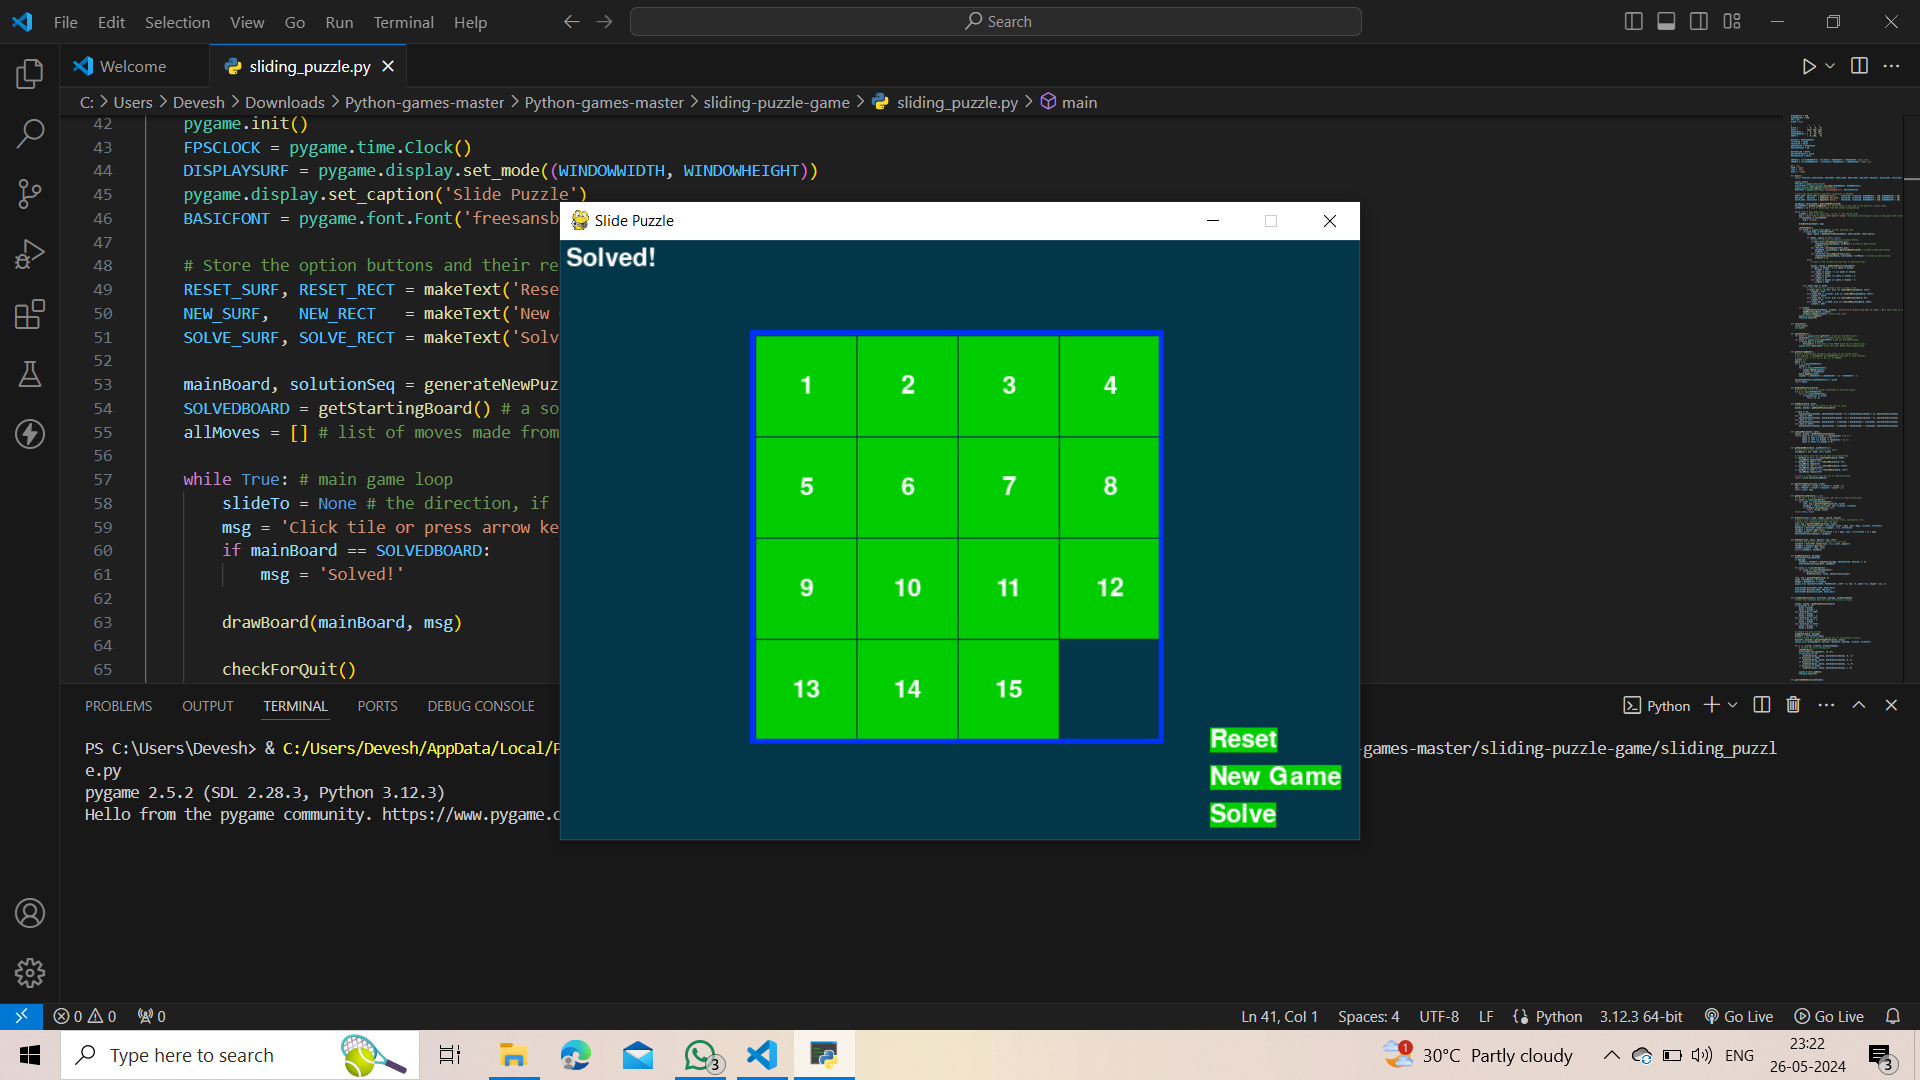 File Edit Selection View Go Run Terminal Help
Search
Welcome
sliding_puzzle.py
C: > Users > Devesh > Downloads > Python-games-master > Python-games-master > sliding-puzzle-game > sliding_puzzle.py > main
42 pygame.init()
43 FPSCLOCK = pygame.time.Clock()
44 DISPLAYSURF = pygame.display.set_mode((WINDOWWIDTH, WINDOWHEIGHT))
45 pygame.display.set_caption('Slide Puzzle')
46 BASICFONT = pygame.font.Font('freesansb
47
48 # Store the option buttons and their re
49 RESET_SURF, RESET_RECT = makeText('Rese
50 NEW_SURF,   NEW_RECT   = makeText('New
51 SOLVE_SURF, SOLVE_RECT = makeText('Solv
52
53 mainBoard, solutionSeq = generateNewPuz
54 SOLVEDBOARD = getStartingBoard() # a so
55 allMoves = [] # list of moves made from
56
57 while True: # main game loop
58     slideTo = None # the direction, if
59     msg = 'Click tile or press arrow ke
60     if mainBoard == SOLVEDBOARD:
61         msg = 'Solved!'
62
63     drawBoard(mainBoard, msg)
64
65     checkForQuit()
Slide Puzzle
Solved!
1 2 3 4
5 6 7 8
9 10 11 12
13 14 15
Reset
New Game
Solve
PROBLEMS OUTPUT TERMINAL PORTS DEBUG CONSOLE
Python
PS C:\Users\Devesh> & C:/Users/Devesh/AppData/Local/P
-games-master/sliding-puzzle-game/sliding_puzzl
e.py
pygame 2.5.2 (SDL 2.28.3, Python 3.12.3)
Hello from the pygame community. https://www.pygame.c
0 0 0
Ln 41, Col 1 Spaces: 4 UTF-8 LF Python 3.12.3 64-bit Go Live Go Live
Type here to search
3
1
30°C Partly cloudy
ENG
23:22
26-05-2024
3